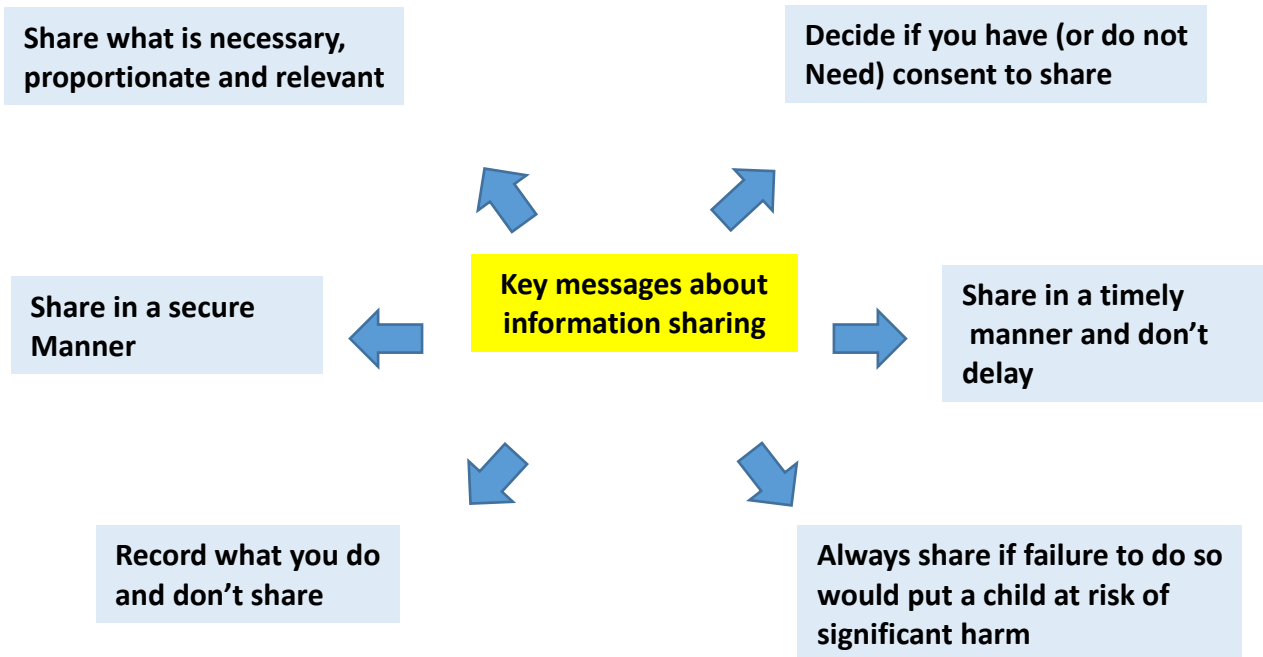 Share what is necessary,
proportionate and relevant
Decide if you have (or do not
Need) consent to share
Key messages about
information sharing
Share in a secure
Manner
Share in a timely
manner and don’t
delay
Record what you do
and don’t share
Always share if failure to do so
would put a child at risk of
significant harm